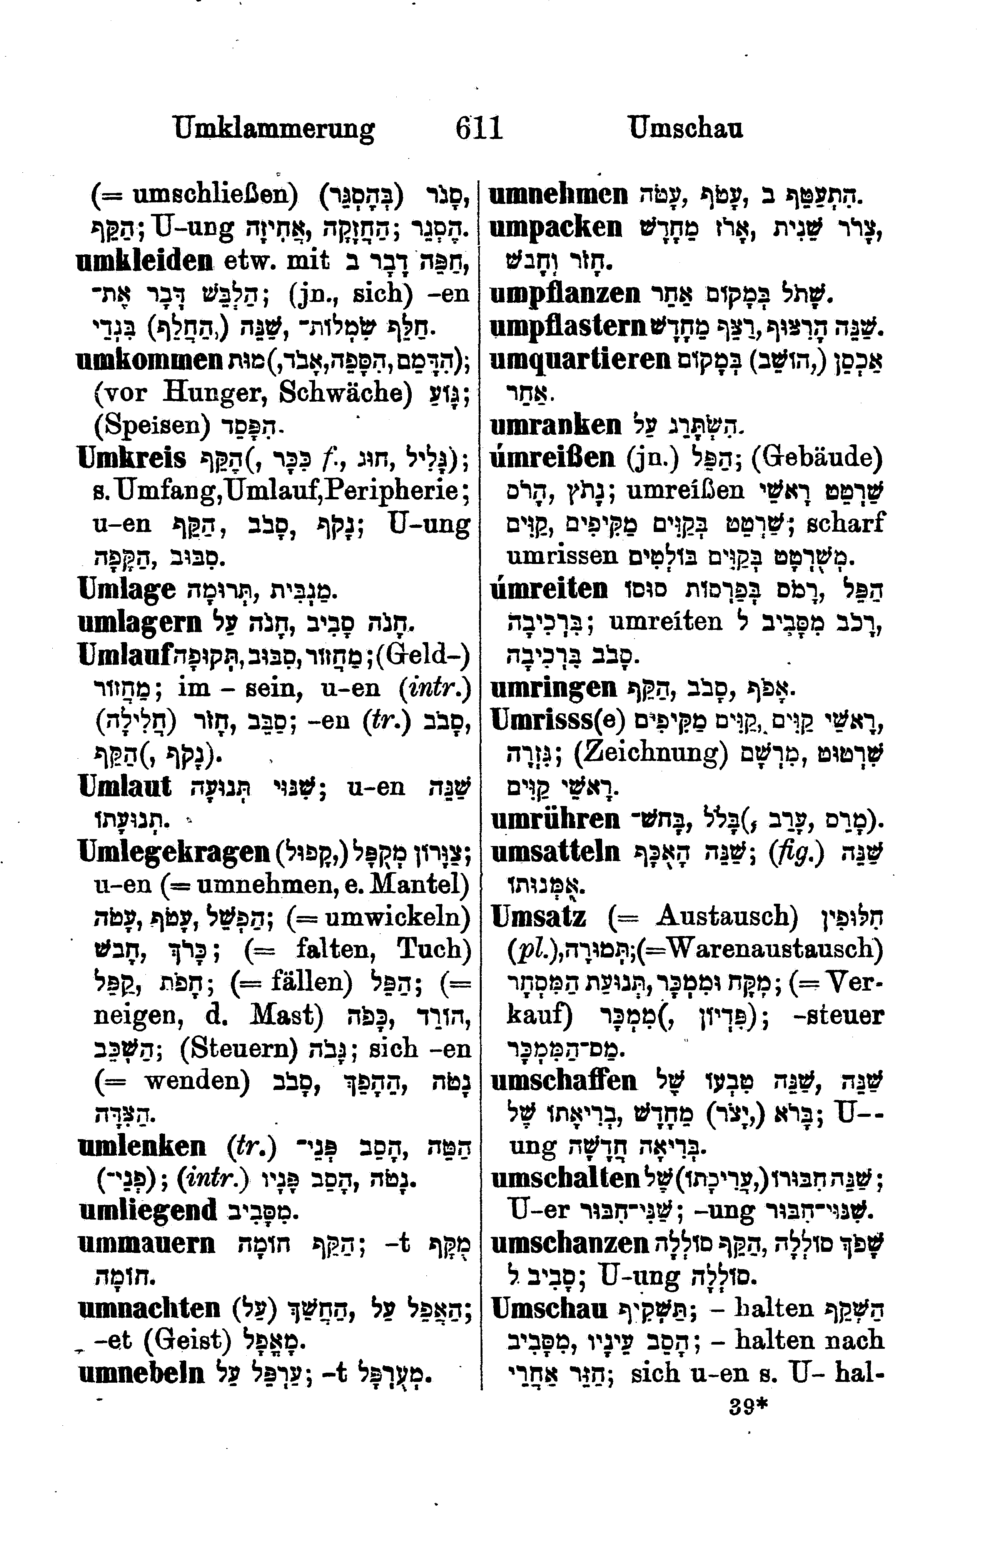 Umklammerung 611 Umschau
(= umschließen) סָגֹר (בְּהַסְגֵּר),
הַקֵּף; U-ung הַחֲזָקָה, אֲחִיזָה; הֶסְגֵּר.
umkleiden etw. mit חַפֵּה דָבָר ב,
הַלְבֵּשׁ דָּבָר אֶת־; (jn., sich) -en
חַלֵּף שִׂמְלוֹת־, שַׁנֵּה (הַחֲלֵף,) בִּגְדֵי־.
umkommen מוּת(, אָבֹד, הִסָּפֵה, הִדָּמֵם);
(vor Hunger, Schwäche) גָּוֹעַ;
(Speisen) הִפָּסֵד.
Umkreis הֶקֵּף(, כִּכָּר f., חוּג, גָּלִיל);
s. Umfang, Umlauf, Peripherie;
u-en נָקֹף, סָבֹב, הַקֵּף; U-ung
סִבּוּב, הַקָּפָה.
Umlage מַגְבִּית, תְּרוּמָה.
umlagern חָנֹה סָבִיב, חָנֹה עַל.
Umlauf מַחֲזוֹר, סִבּוּב, תְּקוּפָה; (Geld-)
מַחֲזוֹר; im – sein, u-en (intr.)
סַבֵּב, חָזוֹר (חֲלִילָה); -en (tr.) סָבֹב,
הַקֵּף(, נָקֹף).
Umlaut שִׁנּוּי תְּנוּעָה; u-en שַׁנֵּה
תְנוּעָתוֹ.
Umlegekragen צַוָּרוֹן מְקֻפָּל (,קָפוּל);
u-en (= umnehmen, e. Mantel)
הַפְשֵׁל, עָטֹף, עָטֹה; (= umwickeln)
כָּרֹךְ, חָבֹשׁ; (= falten, Tuch)
חָפֹת, קַפֵּל; (= fällen) הַפֵּל; (=
neigen, d. Mast) הוֹרֵד, כָּפֹה,
הַשְׁכֵּב; (Steuern) גָּבֹה; sich -en
(= wenden) נָטֹה, הֵהָפֵךְ, סָבֹב
הַצִּדָּה.
umlenken (tr.) הַטֵּה, הָסֵב פְּנֵי־
(פְּנֵי־); (intr.) נָטֹה, הָסֵב פָּנָיו.
umliegend מִסָּבִיב.
ummauern הַקֵּף חוֹמָה; -t מֻקַּף
חוֹמָה.
umnachten הַאֲפֵל עַל, הַחְשֵׁךְ (עַל);
-et (Geist) מָאֳפָל.
umnebeln עַרְפֵּל עַל; -t מְעֻרְפָּל.
umnehmen הִתְעַטֵּף ב, עָטֹף, עָטֹה.
umpacken צָרֹר שֵׁנִית, אָרֹז מֵחָדָשׁ,
חָזֹר וְחָבֹשׁ.
umpflanzen שָׁתֹל בְּמָקוֹם אַחֵר.
umpflastern שַׁנֵּה הָרִצּוּף, רַצֵּף מֵחָדָשׁ.
umquartieren אַכְסֵן (,הוֹשֵׁב) בְּמָקוֹם
אַחֵר.
umranken הִשְׂתָּרֵג עַל.
úmreißen (jn.) הַפֵּל; (Gebäude)
נָתֹץ, הָרֹס; umreíßen שַׂרְטֵט רָאשֵׁי־
קַוִּים, שַׂרְטֵט בְּקַוִּים מַקִּיפִים; scharf
umrissen מְשֻׂרְטָט בְּקַוִּים בּוֹלְטִים.
úmreiten הַפֵּל, רָמֹס בְּפַרְסוֹת סוּסוֹ
בִּרְכִיבָה; umreíten רָכֹב מִסָּבִיב ל,
סָבֹב בִּרְכִיבָה.
umringen אָפֹף, סָבֹב, הַקֵּף.
Umrisss(e) רָאשֵׁי קַוִּים, קַוִּים מַקִּיפִים,
גִּזְרָה; (Zeichnung) שִׂרְטוּט, מִרְשָׁם,
רָאשֵׁי קַוִּים.
umrühren בָּלֹל(, בָּחשׁ־, עָרֹב, מָרֵס).
umsatteln שַׁנֵּה הָאֻכָּף; (fig.) שַׁנֵּה
אֻמָּנוּתוֹ.
Umsatz (= Austausch) חִלּוּפִין
(pl.), תְּמוּרָה; (= Warenaustausch)
מִקָּח וּמִמְכָּר, תְּנוּעַת הַמִּסְחָר; (= Ver-
kauf) מִמְכָּר(, פִּדְיוֹן); -steuer
מַס־הַמִּמְכָּר.
umschaffen שַׁנֵּה, שַׁנֵּה טִבְעוֹ שֶׁל
בָּרֹא (,יָצֹר) מֵחָדָשׁ, בְּרִיאָתוֹ שֶׁל; U-‑
ung בְּרִיאָה חֲדָשָׁה.
umschalten שַׁנֵּה חִבּוּרוֹ (,עֲרִיכָתוֹ) שֶׁל;
U-er שַׁנַּי־חִבּוּר; -ung שִׁנּוּי־חִבּוּר.
umschanzen שָׁפֹךְ סוֹלְלָה, הַקֵּף סוֹלְלָה
סָבִיב ל; U-ung סוֹלְלָה.
Umschau תַּשְׁקִיף; – halten הַשְׁקֵף
מִסָּבִיב, הָסֵב עֵינָיו; – halten nach
הַזֵּר אַחֲרֵי; sich u-en s. U- hal-
39*